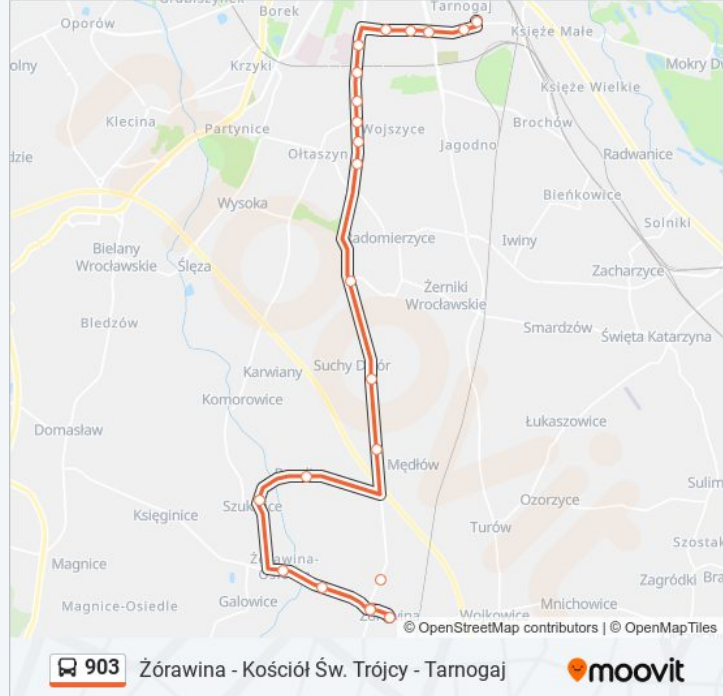 Oporów
Grabiszyn
Borek
Tarnogaj
Księże Małe
Mokry Dw
olny
Krzyki
Księże Wielkie
Klecina
Partynice
Wojszyce
Brochów
dzie
Ołtaszyn
Jagodno
Radwanice
Wysoka
Bieńkowice
Solniki
Bielany
Wrocławskie
Ślęza
Radomierzyce
Iwiny
Zacharzyce
Żerniki
Wrocławskie
Bledzów
Smardzów
Święta Katarzyna
Karwiany
Suchy Dwór
Komorowice
Domasław
Łukaszowice
Mędłów
Sulim
Szukalice
Ozorzyce
Księginice
Turów
Szostak
Magnice
Żórawina-
Os
Zagródki
Bra
Magnice-Osiedle
Galowice
Mnichowice
Żórawina
Wojkowice
© OpenStreetMap contributors | © OpenMapTiles
903 Żórawina - Kościół Św. Trójcy - Tarnogaj
moovit